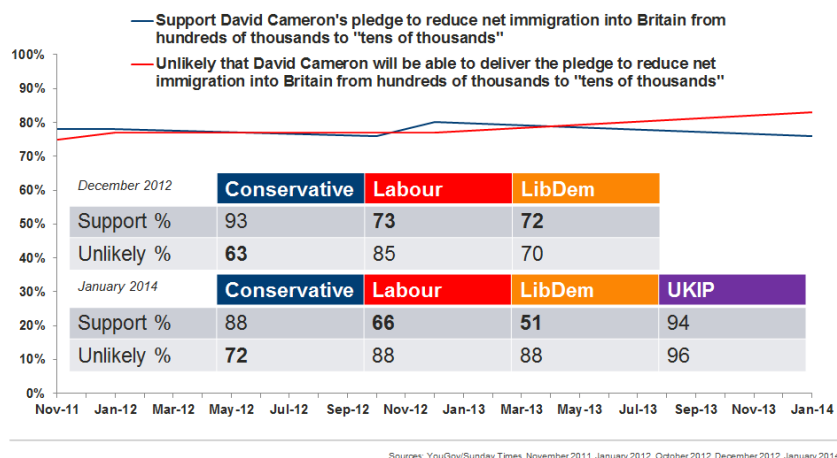 Support David Cameron's pledge to reduce net immigration into Britain from
hundreds of thousands to "tens of thousands"
Unlikely that David Cameron will be able to deliver the pledge to reduce net
immigration into Britain from hundreds of thousands to "tens of thousands"
100%
90%
80%
70%
60%
50%
40%
30%
20%
10%
0%
December 2012 Conservative Labour LibDem
Support % 93 73 72
Unlikely % 63 85 70
January 2014 Conservative Labour LibDem UKIP
Support % 88 66 51 94
Unlikely % 72 88 88 96
Nov-11 Jan-12 Mar-12 May-12 Jul-12 Oct-12 Nov-12 Jan-13 Mar-13 May-13 Jul-13 Sep-13 Nov-13 Jan-14
Sources: YouGov/Sunday Times, November 2011, January 2012, October 2012, December 2012, January 2014